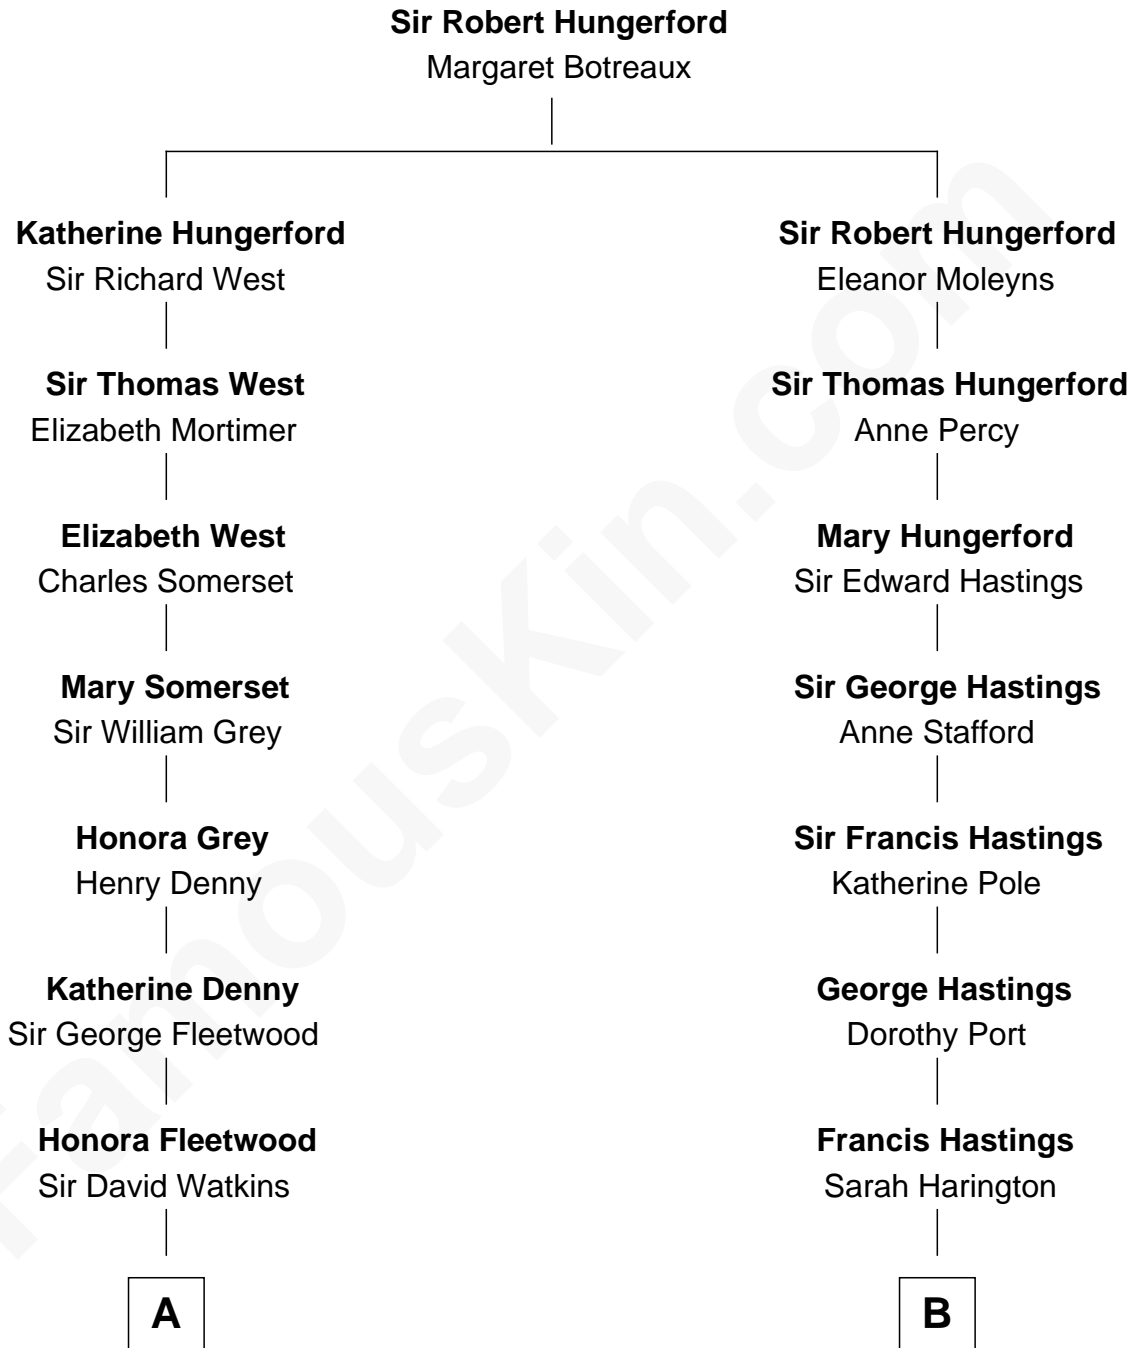 Sir Robert Hungerford
Margaret Botreaux
Katherine Hungerford
Sir Richard West
Sir Robert Hungerford
Eleanor Moleyns
Sir Thomas West
Elizabeth Mortimer
Sir Thomas Hungerford
Anne Percy
Elizabeth West
Charles Somerset
Mary Hungerford
Sir Edward Hastings
Mary Somerset
Sir William Grey
Sir George Hastings
Anne Stafford
Honora Grey
Henry Denny
Sir Francis Hastings
Katherine Pole
Katherine Denny
Sir George Fleetwood
George Hastings
Dorothy Port
Honora Fleetwood
Sir David Watkins
Francis Hastings
Sarah Harington
A
B
FamousKin.com